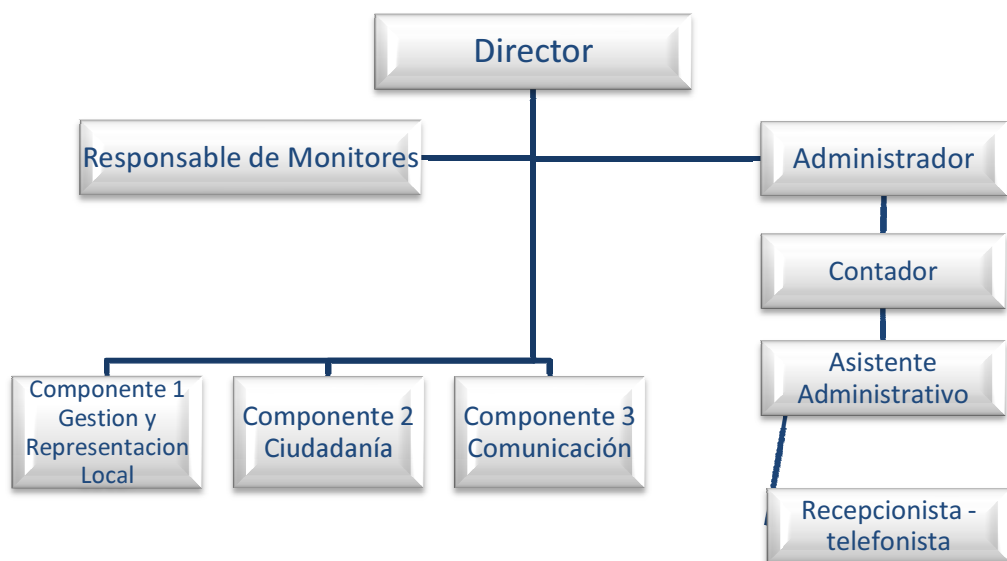 Director
Responsable de Monitores
Administrador
Contador
Asistente
Administrativo
Componente 1
Gestion y
Representacion
Local
Componente 2
Ciudadanía
Componente 3
Comunicación
Recepcionista -
telefonista